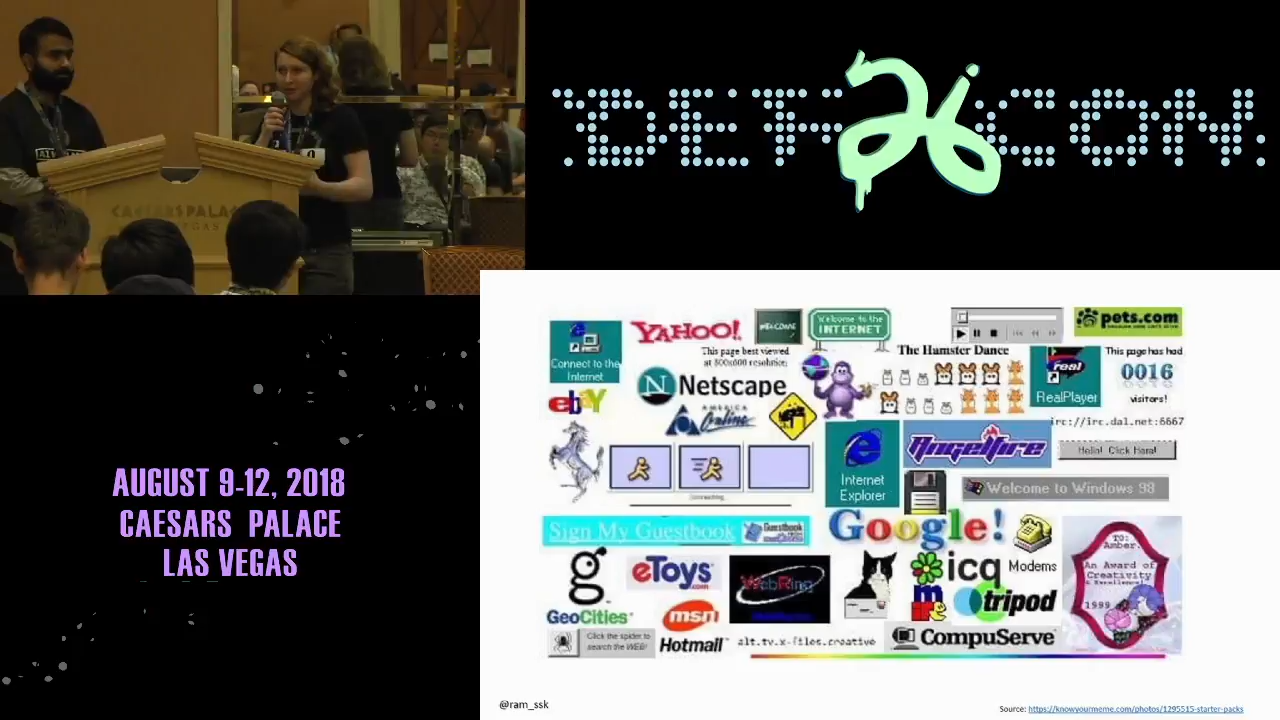 DEF 26 CON
CAESARS PALACE
AUGUST 9-12, 2018
CAESARS PALACE
LAS VEGAS
Connect to the
Internet
YAHOO!
WELCOME
Welcome to the
INTERNET
pets.com
This page best viewed
at 800x600 resolution;
The Hamster Dance
real
RealPlayer
This page has had
0016
visitors!
ebY
Netscape
AMERICA
Online
irc://irc.dal.net:6667
Internet
Explorer
Angelfire
Hello! Click Here!
Welcome to Windows 98
Sign My Guestbook
Guestbook
Google!
g
GeoCities
eToys
.com
WebRing
icq
Modems
TO:
Amber.
An Award of
Creativity
& Excellence!
1999
msn
tripod
Click the spider to
search the WEB!
Hotmail
alt.tv.x-files.creative
CompuServe
@ram_ssk
Source: https://knowyourmeme.com/photos/1295515-starter-packs